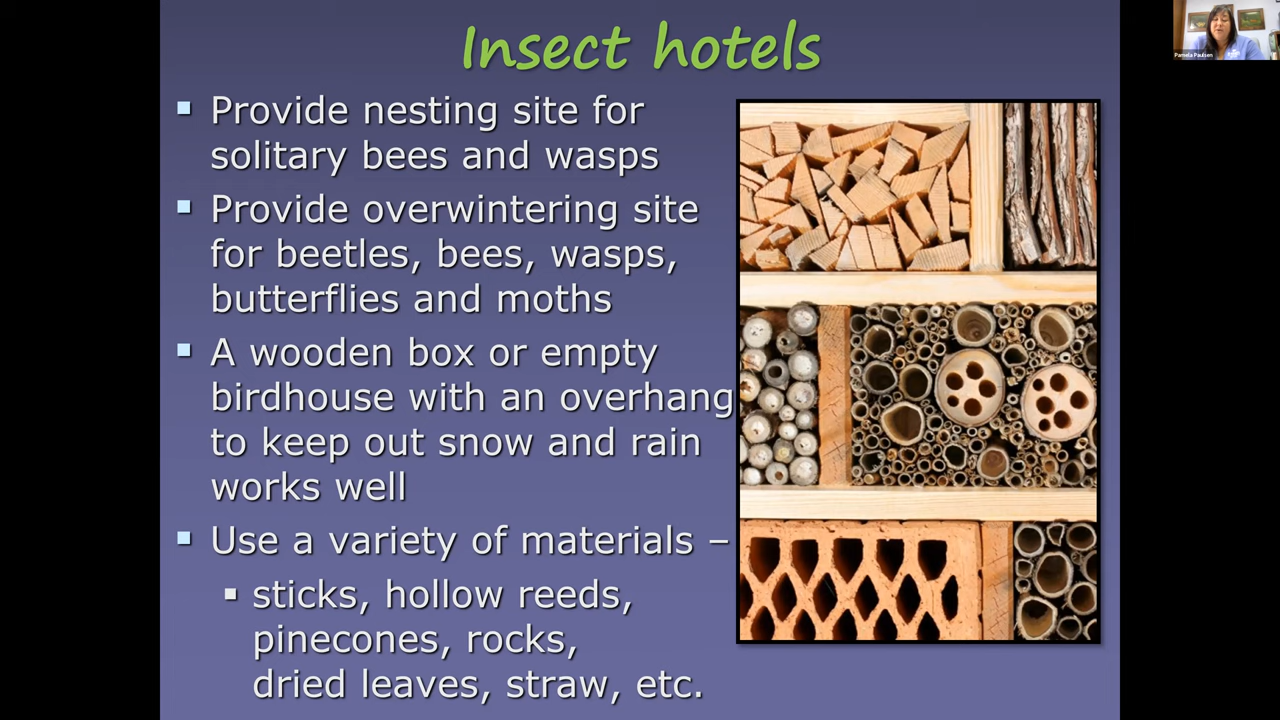 Insect hotels
Pamela Paulsen
▪ Provide nesting site for
solitary bees and wasps
▪ Provide overwintering site
for beetles, bees, wasps,
butterflies and moths
▪ A wooden box or empty
birdhouse with an overhang
to keep out snow and rain
works well
▪ Use a variety of materials –
▪ sticks, hollow reeds,
pinecones, rocks,
dried leaves, straw, etc.